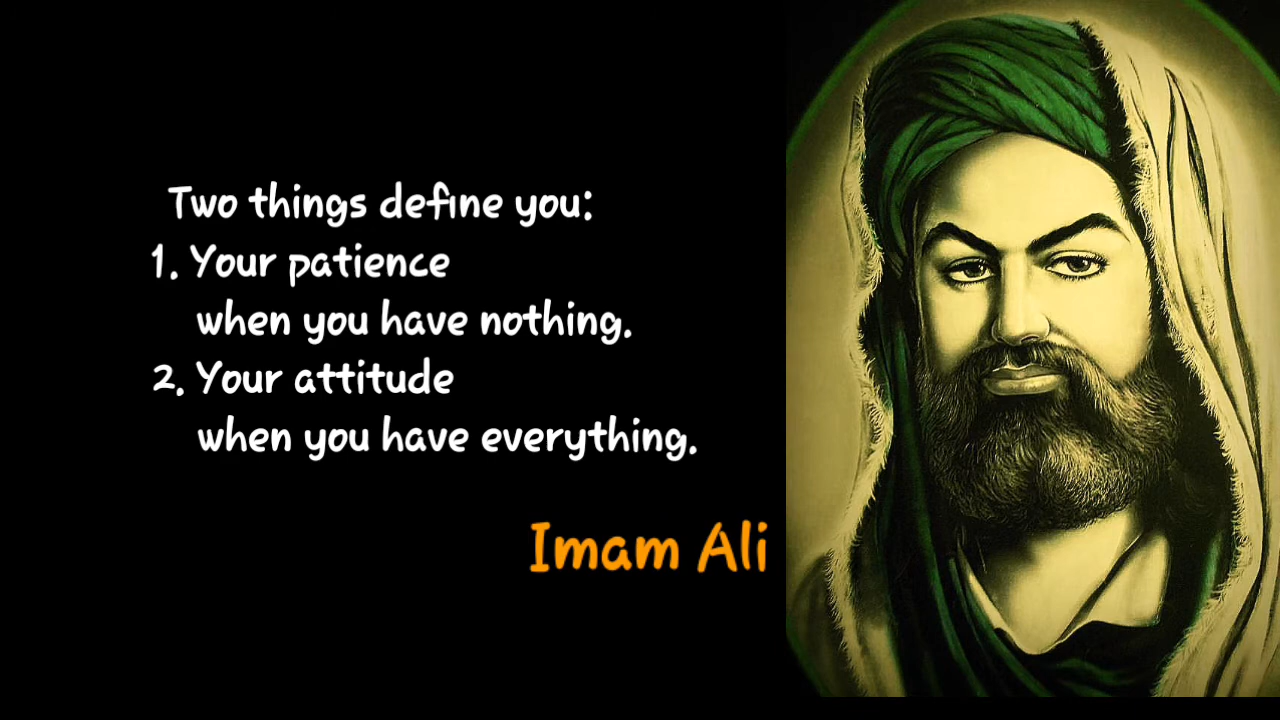 Two things define you:
1. Your patience
when you have nothing.
2. Your attitude
when you have everything.
Imam Ali